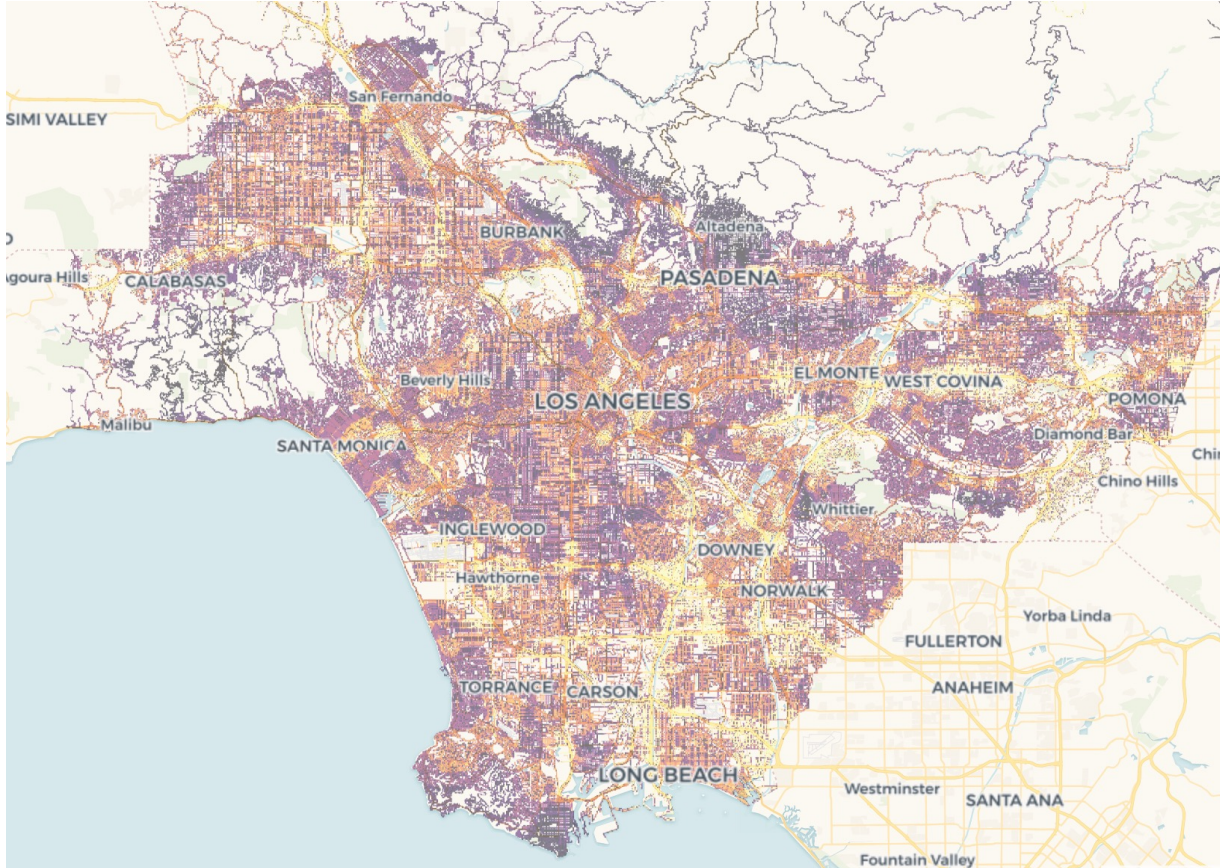 San Fernando
SIMI VALLEY
Altadena
BURBANK
PASADENA
goura Hills
CALABASAS
EL MONTE
WEST COVINA
Beverly Hills
LOS ANGELES
POMONA
Malibu
Diamond Bar
SANTA MONICA
Chin
Chino Hills
Whittier
INGLEWOOD
DOWNEY
Hawthorne
NORWALK
Yorba Linda
FULLERTON
TORRANCE
CARSON
ANAHEIM
LONG BEACH
Westminster
SANTA ANA
Fountain Valley